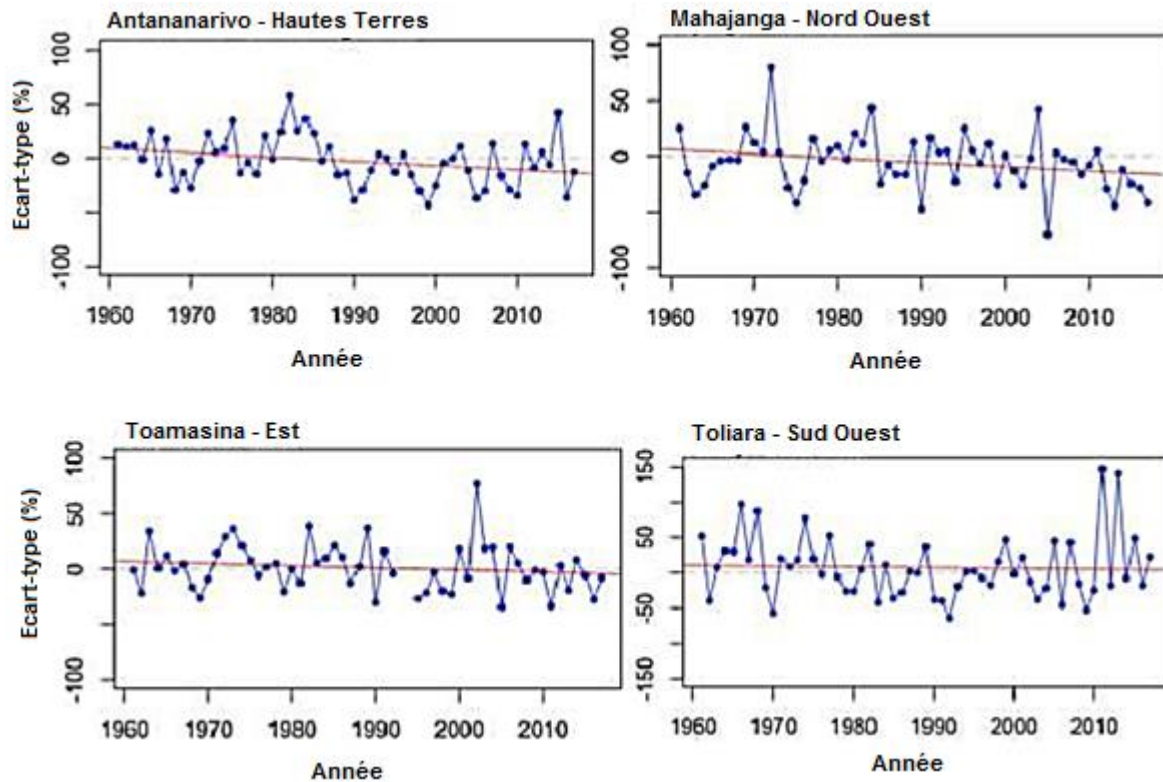 Antananarivo - Hautes Terres
Ecart-type (%)
100
50
0
-100
1960 1970 1980 1990 2000 2010
Année
Mahajanga - Nord Ouest
100
50
0
-100
1960 1970 1980 1990 2000 2010
Année
Toamasina - Est
Ecart-type (%)
100
50
0
-100
1960 1970 1980 1990 2000 2010
Année
Toliara - Sud Ouest
150
50
-50
-150
1960 1970 1980 1990 2000 2010
Année